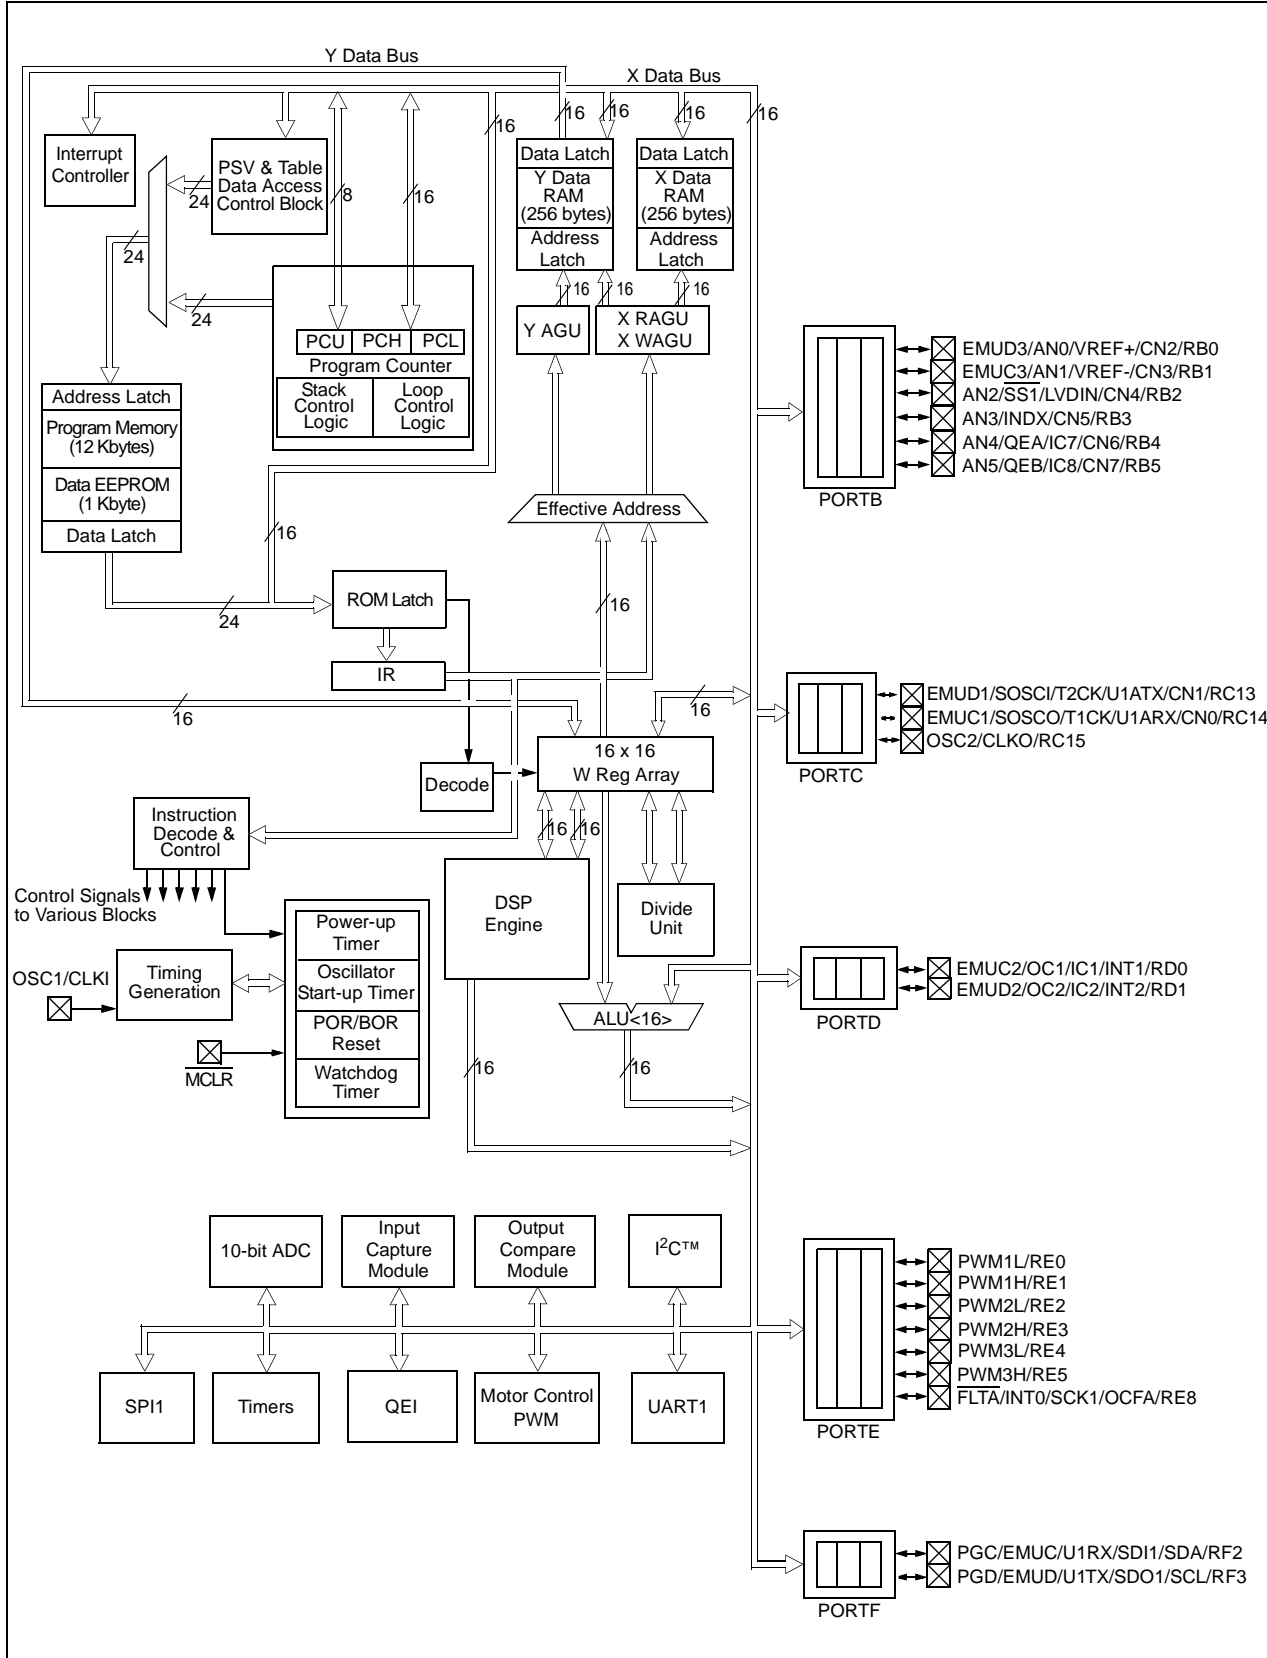 Y Data Bus
X Data Bus
16
16
16
16
16
Interrupt
Controller
PSV & Table
Data Access
Control Block
24
8
16
24
24
Data Latch
Y Data
RAM
(256 bytes)
Address
Latch
Data Latch
X Data
RAM
(256 bytes)
Address
Latch
16
16
16
Y AGU
X RAGU
X WAGU
PCU
PCH
PCL
Program Counter
Stack
Control
Logic
Loop
Control
Logic
Address Latch
Program Memory
(12 Kbytes)
Data EEPROM
(1 Kbyte)
Data Latch
Effective Address
16
24
ROM Latch
16
IR
16
16
16 x 16
W Reg Array
Decode
Instruction
Decode &
Control
16
16
Control Signals
to Various Blocks
DSP
Engine
Divide
Unit
Power-up
Timer
Oscillator
Start-up Timer
POR/BOR
Reset
Watchdog
Timer
OSC1/CLKI
Timing
Generation
MCLR
ALU<16>
16
16
10-bit ADC
Input
Capture
Module
Output
Compare
Module
I²C™
SPI1
Timers
QEI
Motor Control
PWM
UART1
EMUD3/AN0/VREF+/CN2/RB0
EMUC3/AN1/VREF-/CN3/RB1
AN2/SS1/LVDIN/CN4/RB2
AN3/INDX/CN5/RB3
AN4/QEA/IC7/CN6/RB4
AN5/QEB/IC8/CN7/RB5
PORTB
EMUD1/SOSCI/T2CK/U1ATX/CN1/RC13
EMUC1/SOSCO/T1CK/U1ARX/CN0/RC14
OSC2/CLKO/RC15
PORTC
EMUC2/OC1/IC1/INT1/RD0
EMUD2/OC2/IC2/INT2/RD1
PORTD
PWM1L/RE0
PWM1H/RE1
PWM2L/RE2
PWM2H/RE3
PWM3L/RE4
PWM3H/RE5
FLTA/INT0/SCK1/OCFA/RE8
PORTE
PGC/EMUC/U1RX/SDI1/SDA/RF2
PGD/EMUD/U1TX/SDO1/SCL/RF3
PORTF